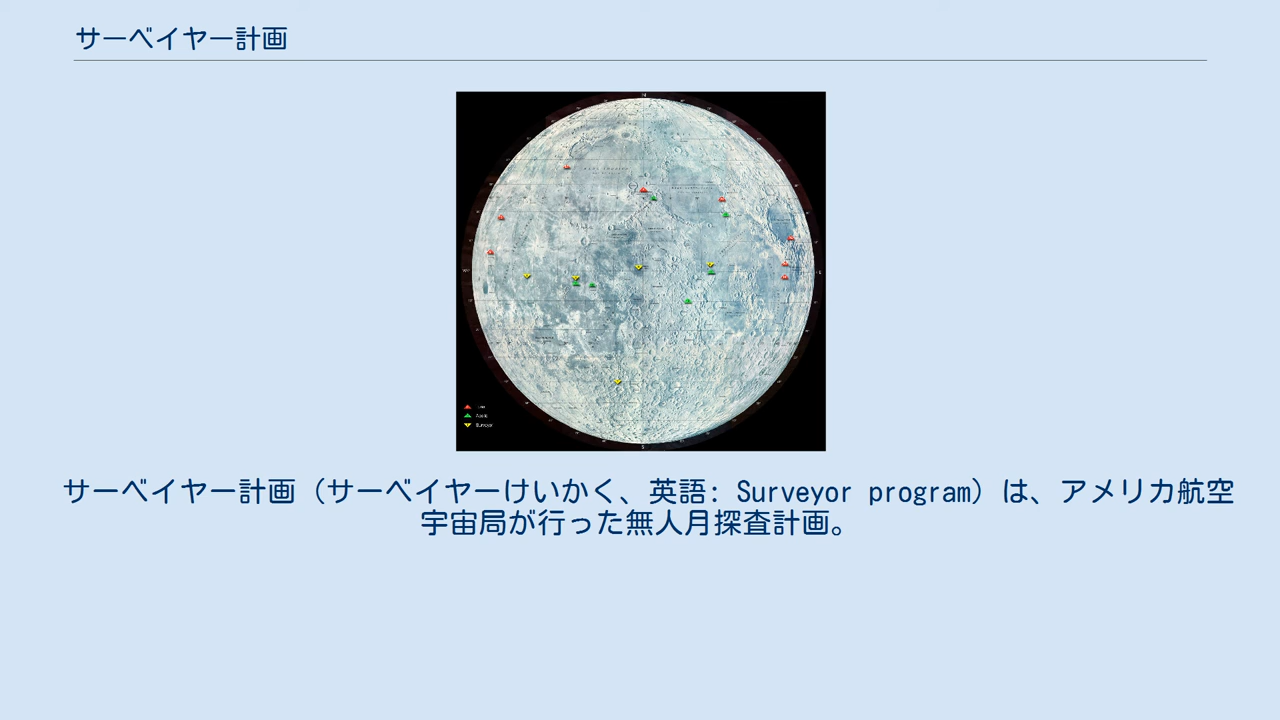 サーベイヤー計画
Surveyor
サーベイヤー計画（サーベイヤーけいかく、英語: Surveyor program）は、アメリカ航空
宇宙局が行った無人月探査計画。